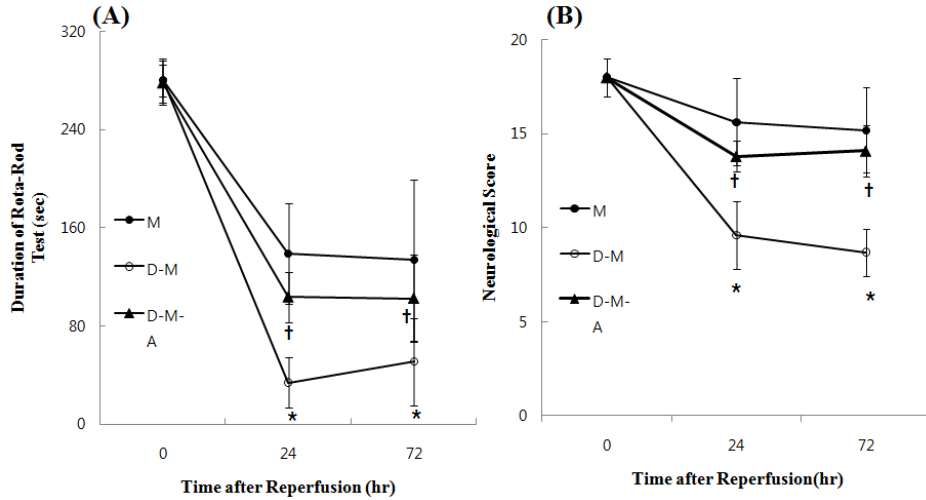 (A)
320
240
160
80
0
Duration of Rota-Rod
Test (sec)
M
D-M
D-M-
A
†
†
*
*
0
24
72
Time after Reperfusion (hr)
(B)
20
15
10
5
0
Neurological Score
M
D-M
D-M-
A
†
†
*
*
0
24
72
Time after Reperfusion(hr)